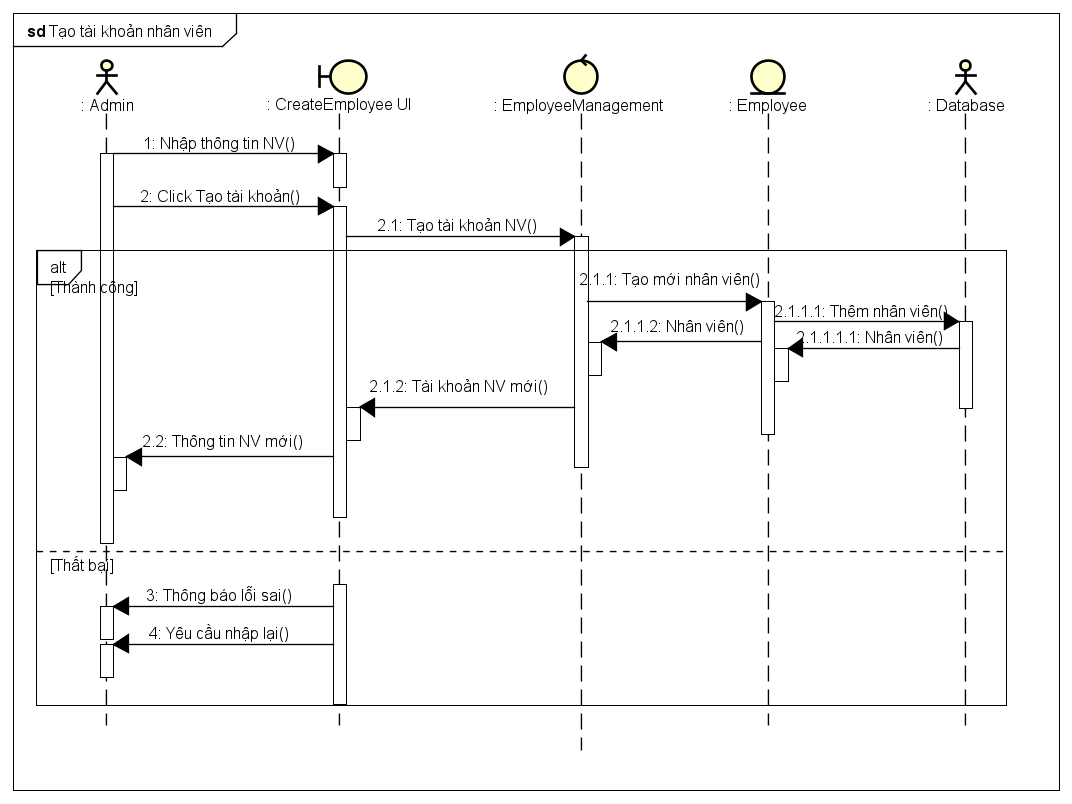 sd Tạo tài khoản nhân viên
: Admin
: CreateEmployee UI
: EmployeeManagement
: Employee
: Database
1: Nhập thông tin NV()
2: Click Tạo tài khoản()
2.1: Tạo tài khoản NV()
alt
[Thành công]
2.1.1: Tạo mới nhân viên()
2.1.1.1: Thêm nhân viên()
2.1.1.2: Nhân viên()
2.1.1.1.1: Nhân viên()
2.1.2: Tài khoản NV mới()
2.2: Thông tin NV mới()
[Thất bại]
3: Thông báo lỗi sai()
4: Yêu cầu nhập lại()